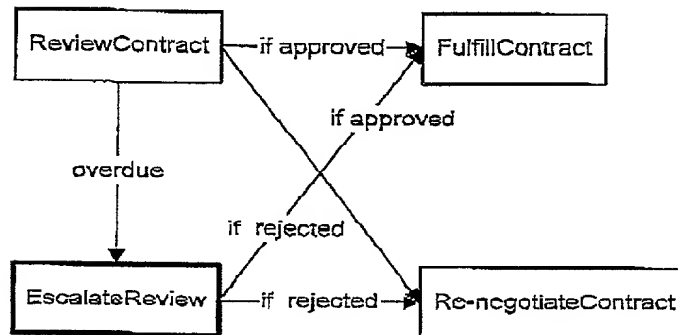 ReviewContract
if approved
FulfillContract
if approved
overdue
if rejected
EscalateReview
if rejected
Re-negotiateContract